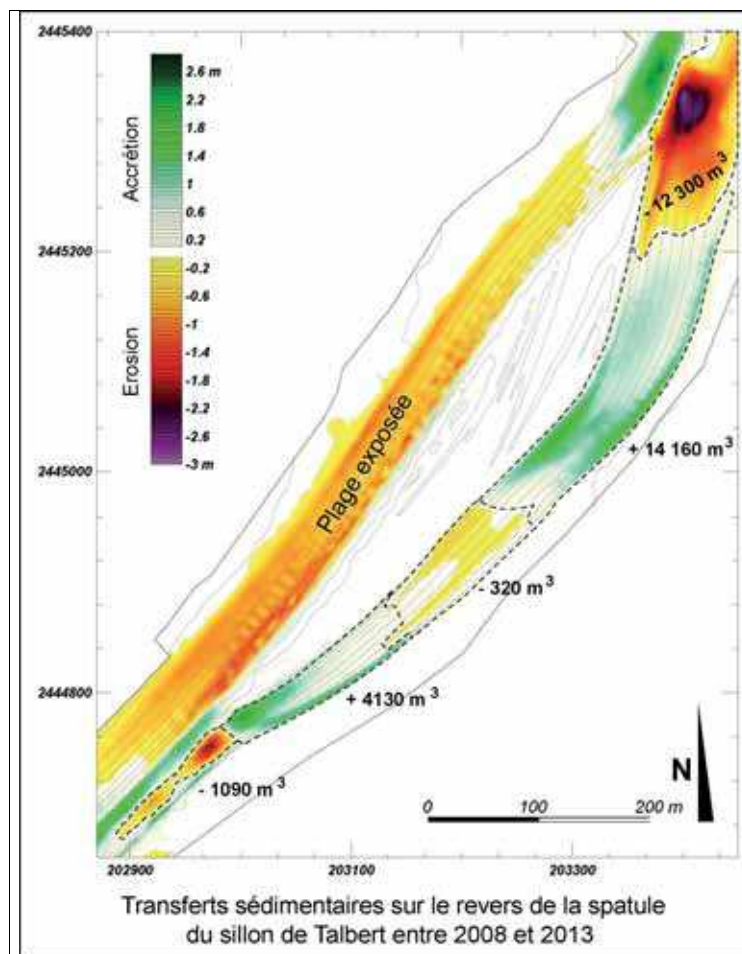 2445400
2445200
2445000
2444800
202900
203100
203300
Accrétion
2.6 m
2.2
1.8
1.4
1
0.6
0.2
Erosion
-0.2
-0.6
-1
-1.4
-1.8
-2.2
-2.6
-3 m
Plage exposée
- 12 300 m3
+ 14 160 m3
- 320 m3
+ 4130 m3
- 1090 m3
N
0 100 200 m
Transferts sédimentaires sur le revers de la spatule
du sillon de Talbert entre 2008 et 2013